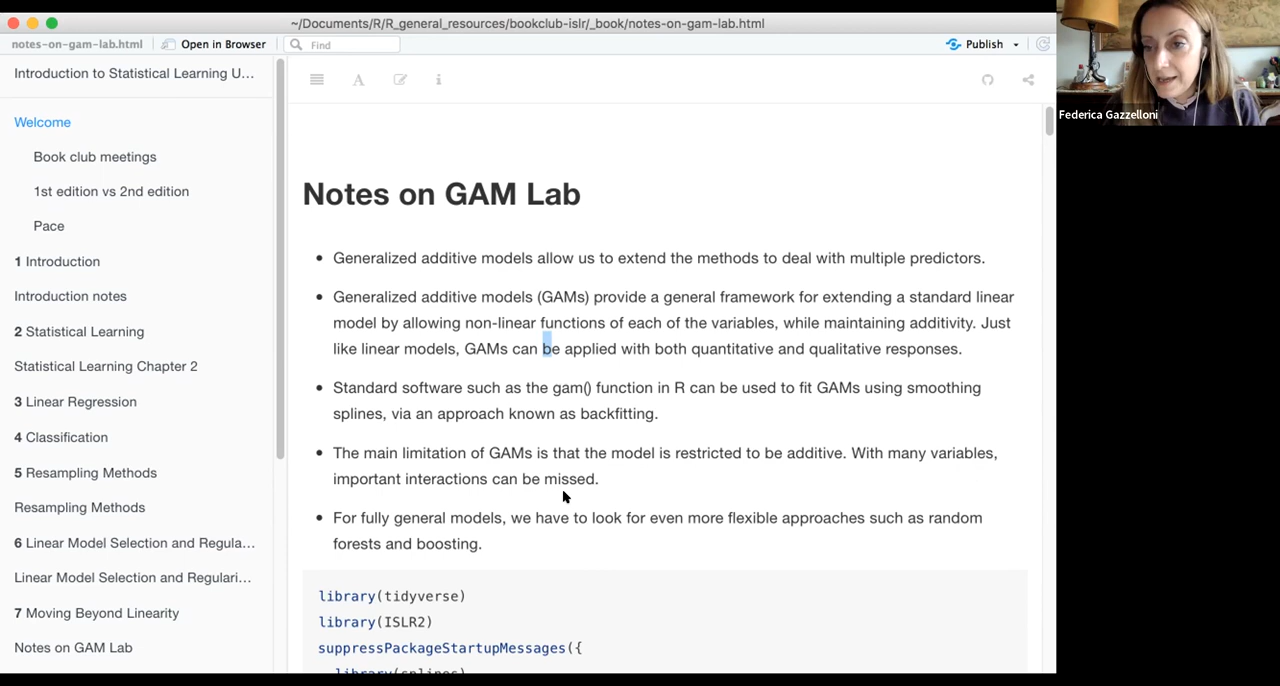 ~/Documents/R/R_general_resources/bookclub-islr/_book/notes-on-gam-lab.html
notes-on-gam-lab.html
Open in Browser
Find
Publish
Introduction to Statistical Learning U...
Welcome
Book club meetings
1st edition vs 2nd edition
Pace
1 Introduction
Introduction notes
2 Statistical Learning
Statistical Learning Chapter 2
3 Linear Regression
4 Classification
5 Resampling Methods
Resampling Methods
6 Linear Model Selection and Regula...
Linear Model Selection and Regulari...
7 Moving Beyond Linearity
Notes on GAM Lab
Notes on GAM Lab
• Generalized additive models allow us to extend the methods to deal with multiple predictors.
• Generalized additive models (GAMs) provide a general framework for extending a standard linear
model by allowing non-linear functions of each of the variables, while maintaining additivity. Just
like linear models, GAMs can be applied with both quantitative and qualitative responses.
• Standard software such as the gam() function in R can be used to fit GAMs using smoothing
splines, via an approach known as backfitting.
• The main limitation of GAMs is that the model is restricted to be additive. With many variables,
important interactions can be missed.
• For fully general models, we have to look for even more flexible approaches such as random
forests and boosting.
library(tidyverse)
library(ISLR2)
suppressPackageStartupMessages({
library(splines)
Federica Gazzelloni